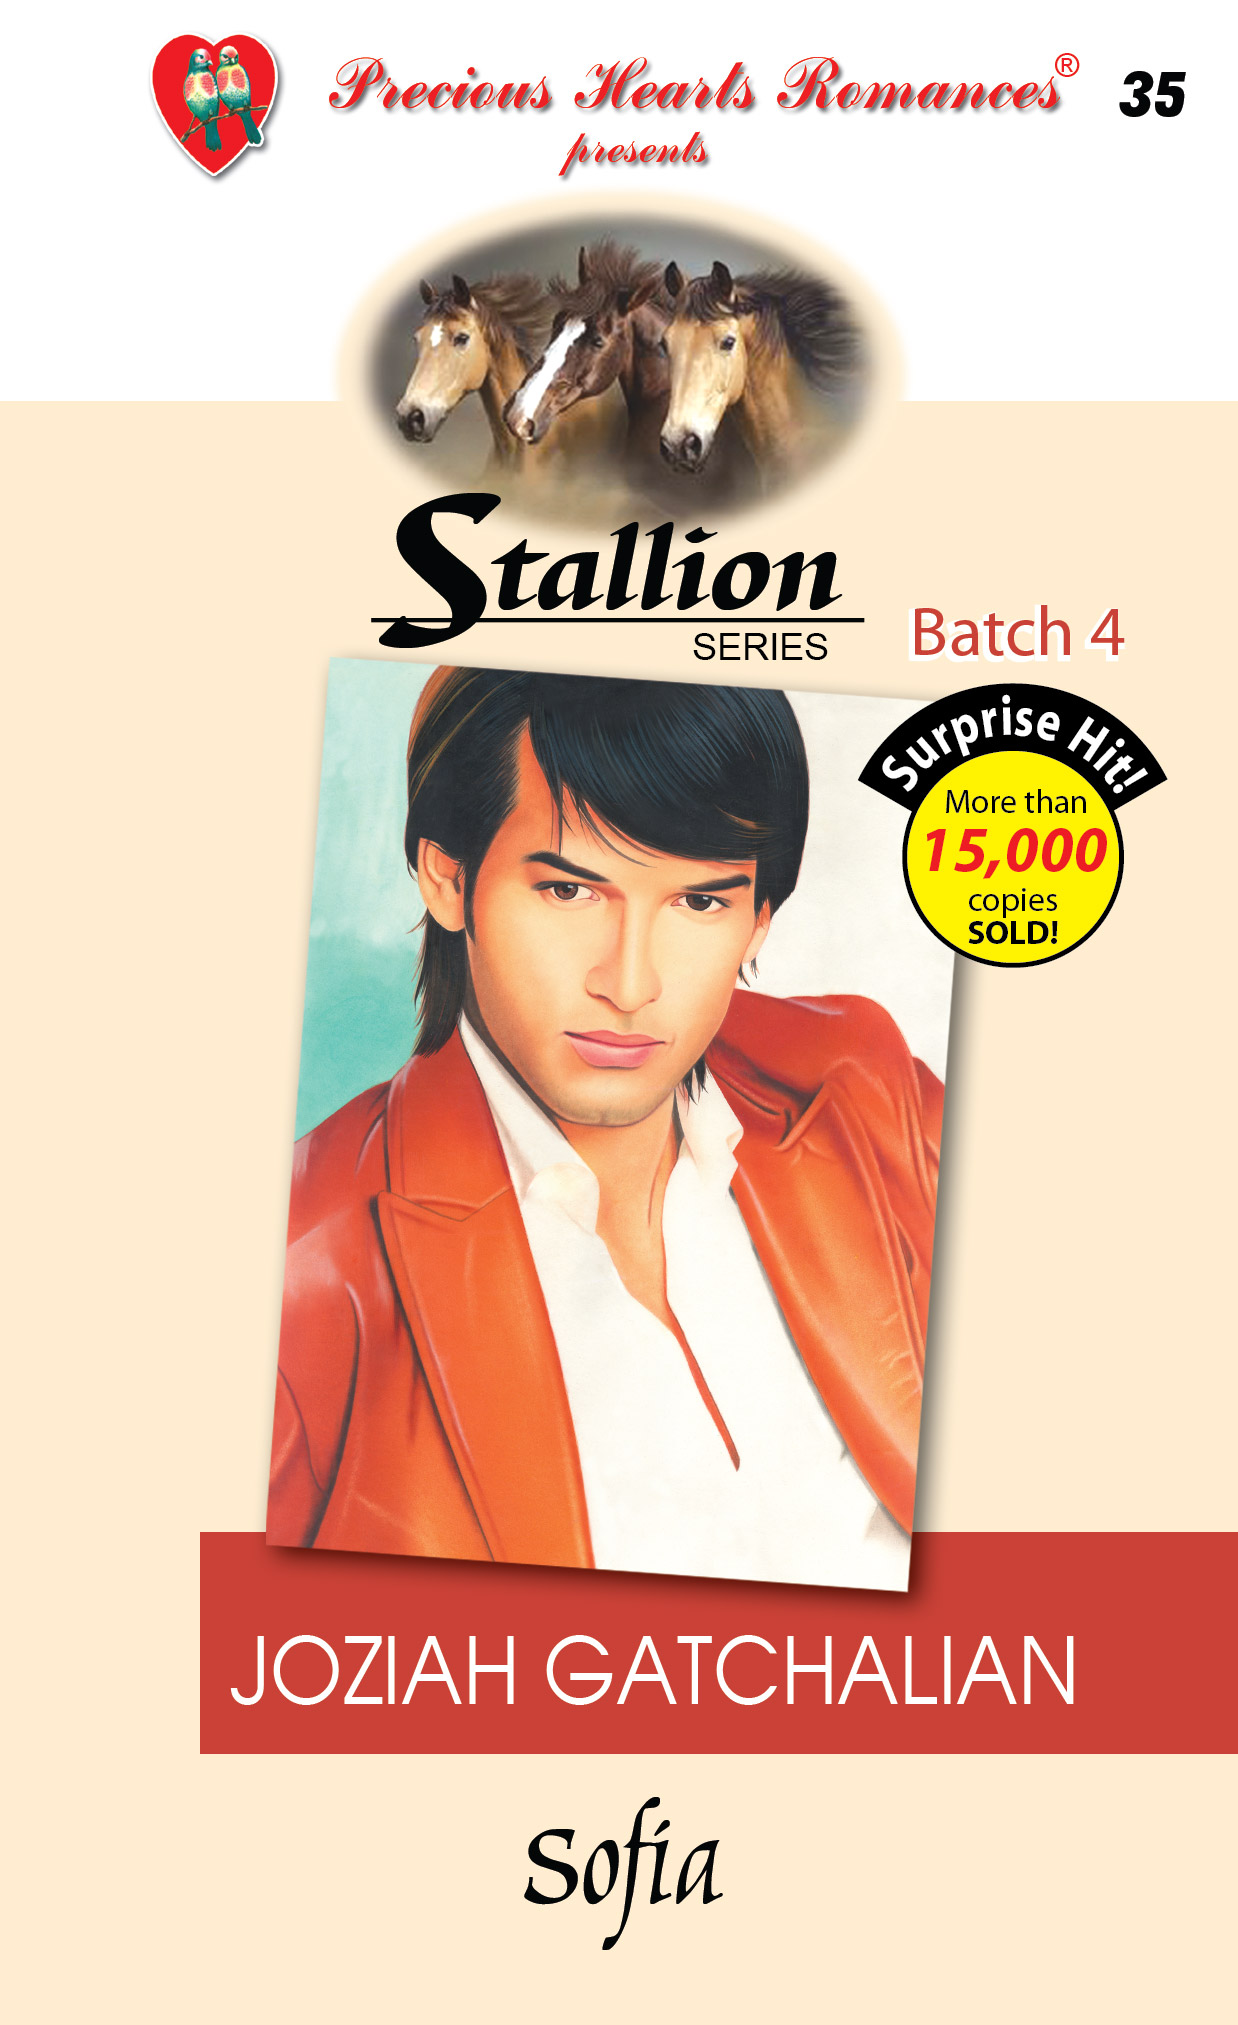 Precious Hearts Romances®
35
presents
Stallion
SERIES
Batch 4
Surprise Hit!
More than
15,000
copies
SOLD!
JOZIAH GATCHALIAN
Sofia